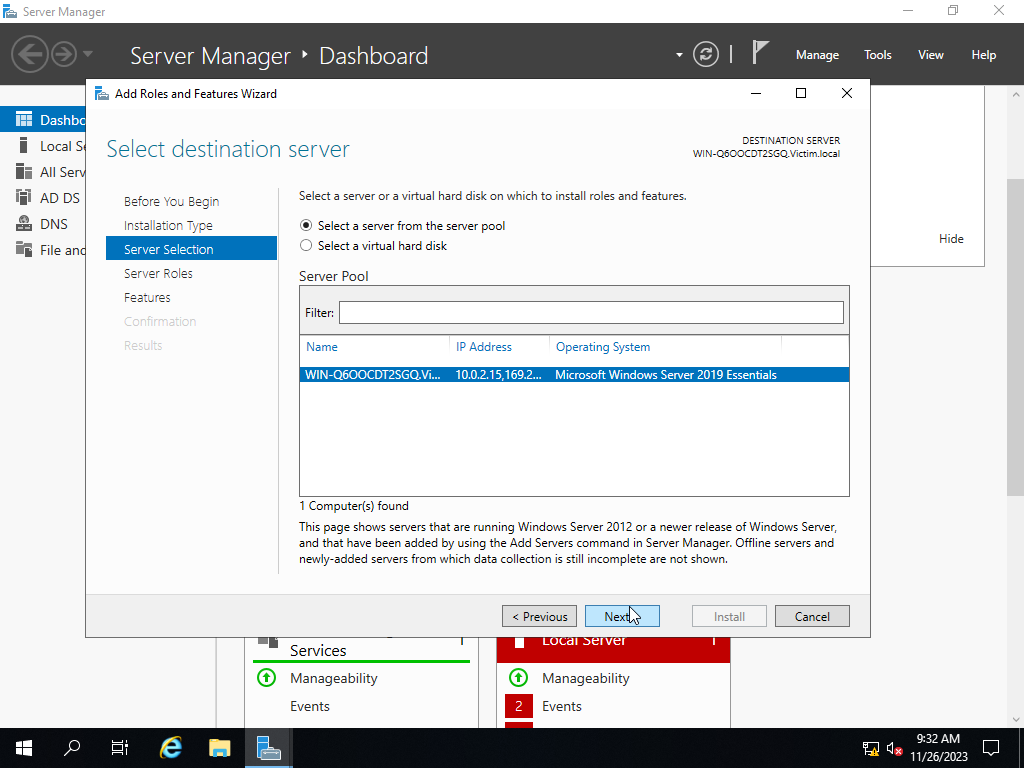 Server Manager
Server Manager ‣ Dashboard
Manage
Tools
View
Help
Add Roles and Features Wizard
Select destination server
DESTINATION SERVER
WIN-Q6OOCDT2SGQ.Victim.local
Before You Begin
Installation Type
Server Selection
Server Roles
Features
Confirmation
Results
Select a server or a virtual hard disk on which to install roles and features.
Select a server from the server pool
Select a virtual hard disk
Server Pool
Filter:
Name
IP Address
Operating System
WIN-Q6OOCDT2SGQ.Vi...
10.0.2.15,169.2...
Microsoft Windows Server 2019 Essentials
1 Computer(s) found
This page shows servers that are running Windows Server 2012 or a newer release of Windows Server,
and that have been added by using the Add Servers command in Server Manager. Offline servers and
newly-added servers from which data collection is still incomplete are not shown.
< Previous
Next
Install
Cancel
Dashbo
Local Se
All Serv
AD DS
DNS
File and
Hide
Services
1
Manageability
Events
Local Server
1
Manageability
2
Events
9:32 AM
11/26/2023